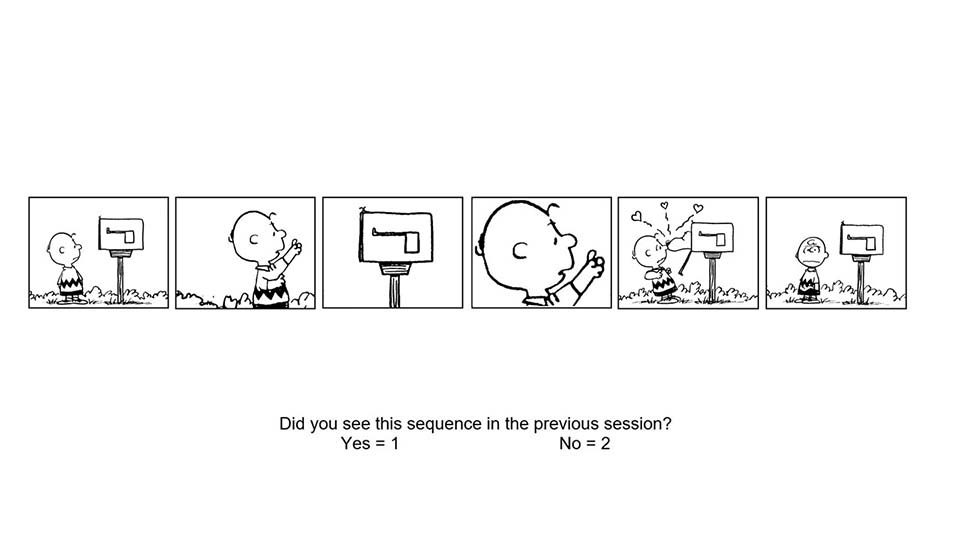 Did you see this sequence in the previous session?
Yes = 1 No = 2